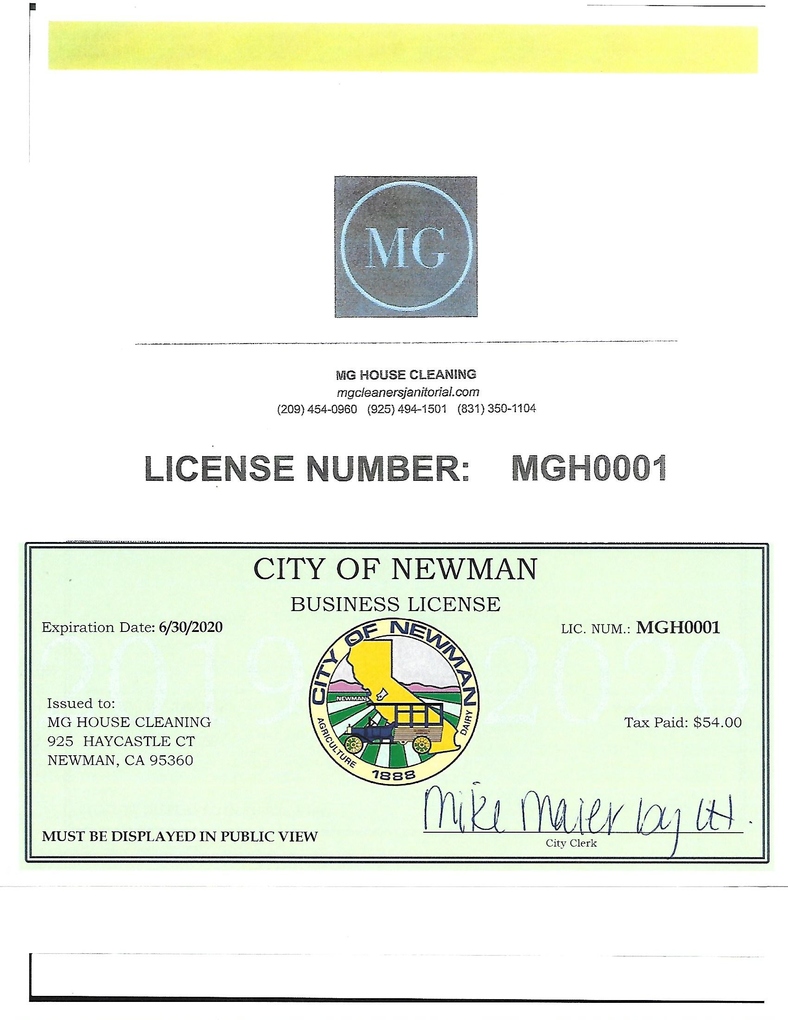 MG
MG HOUSE CLEANING
mgcleanersjanitorial.com
(209) 454-0960 (925) 494-1501 (831) 350-1104
LICENSE NUMBER: MGH0001
CITY OF NEWMAN
BUSINESS LICENSE
Expiration Date: 6/30/2020
LIC. NUM.: MGH0001
2019 2020
CITY OF NEWMAN
NEWMAN
AGRICULTURE
DAIRY
1888
Issued to:
MG HOUSE CLEANING
925 HAYCASTLE CT
NEWMAN, CA 95360
Tax Paid: $54.00
Mike Maier by
MUST BE DISPLAYED IN PUBLIC VIEW
City Clerk